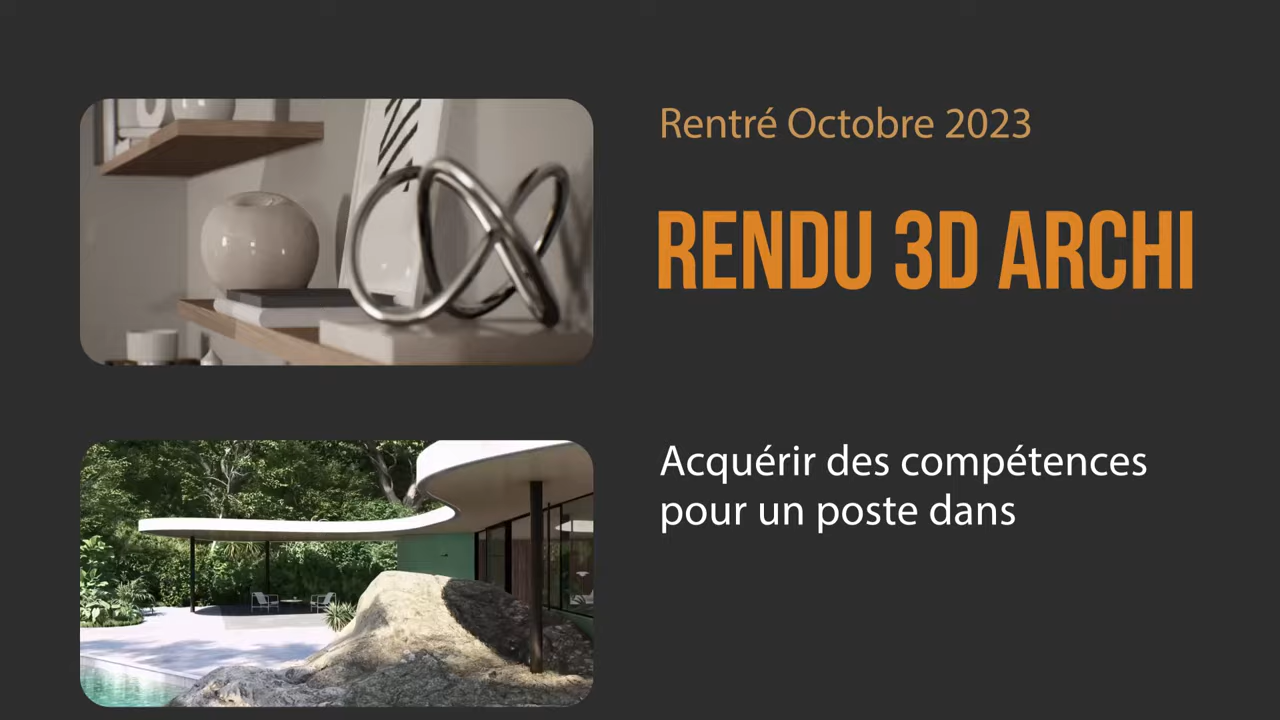 Rentré Octobre 2023
RENDU 3D ARCHI
Acquérir des compétences
pour un poste dans